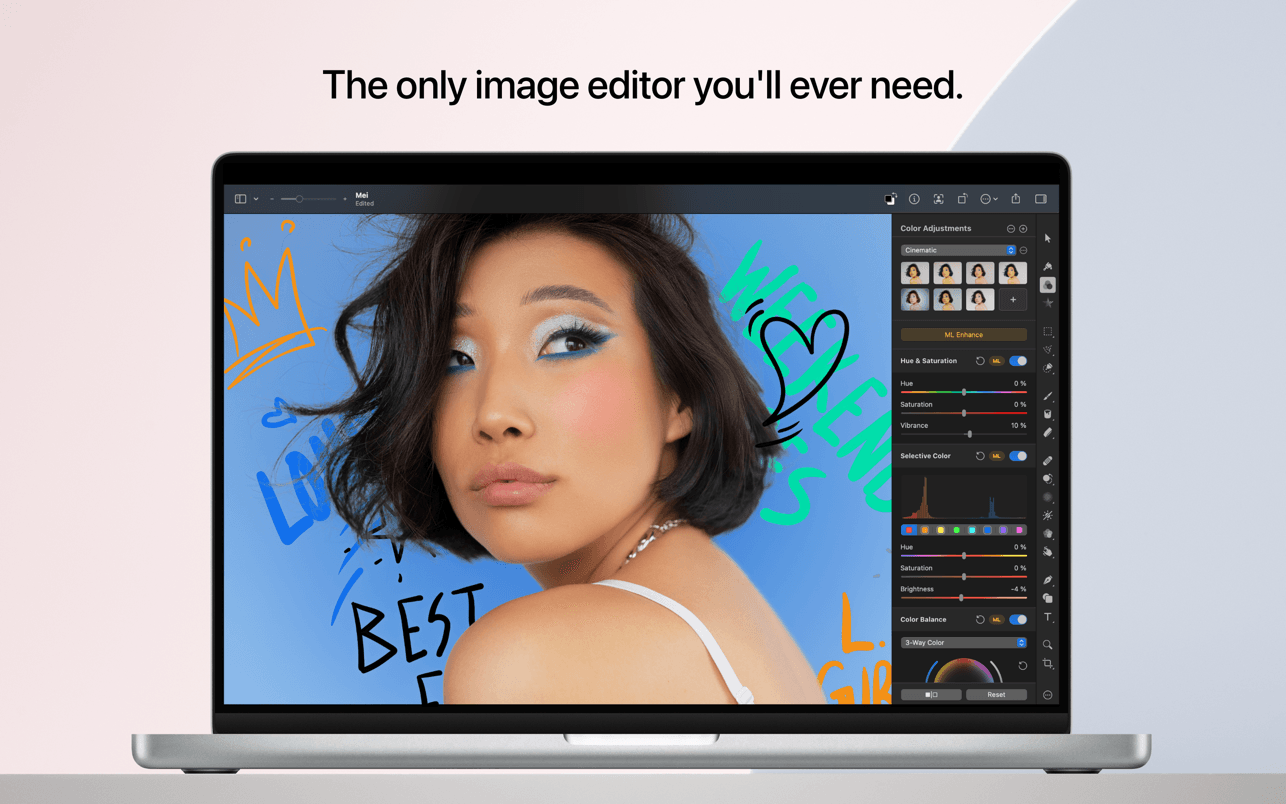 The only image editor you'll ever need.
Mei
Edited
Color Adjustments
Cinematic
ML Enhance
Hue & Saturation
ML
Hue
0 %
Saturation
0 %
Vibrance
10 %
Selective Color
ML
Hue
0 %
Saturation
0 %
Brightness
-4 %
Color Balance
ML
3-Way Color
Reset
T
WEEKEND
'S
BEST
L.